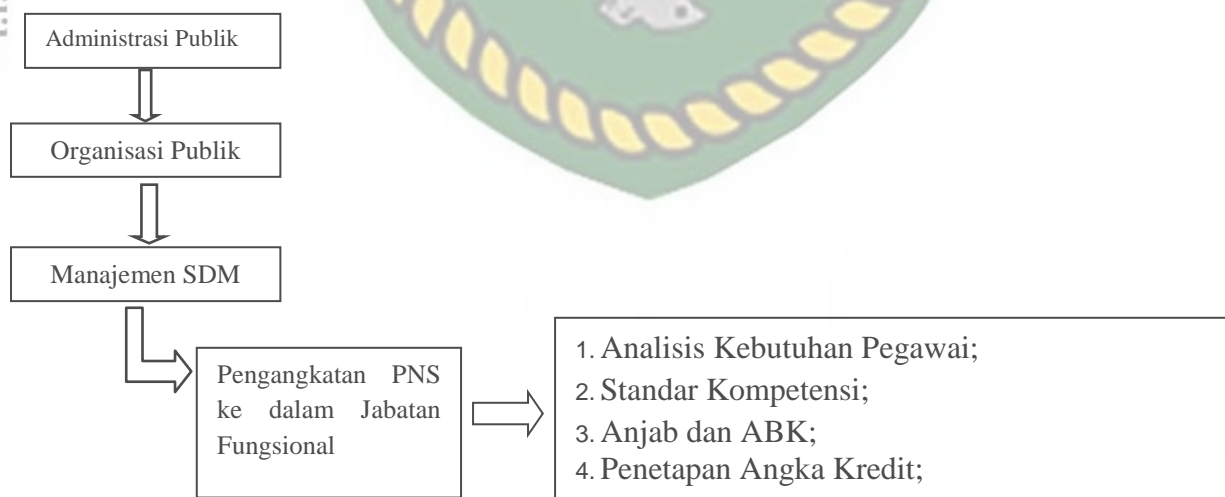 Administrasi Publik
Organisasi Publik
Manajemen SDM
Pengangkatan PNS
ke dalam Jabatan
Fungsional
1. Analisis Kebutuhan Pegawai;
2. Standar Kompetensi;
3. Anjab dan ABK;
4. Penetapan Angka Kredit;